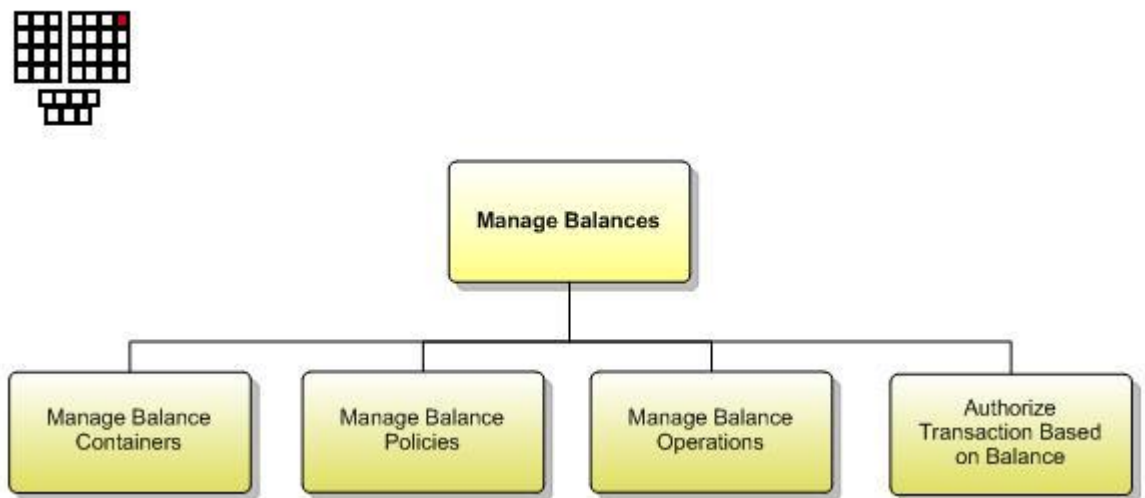 Manage Balances
Manage Balance
Containers
Manage Balance
Policies
Manage Balance
Operations
Authorize
Transaction Based
on Balance